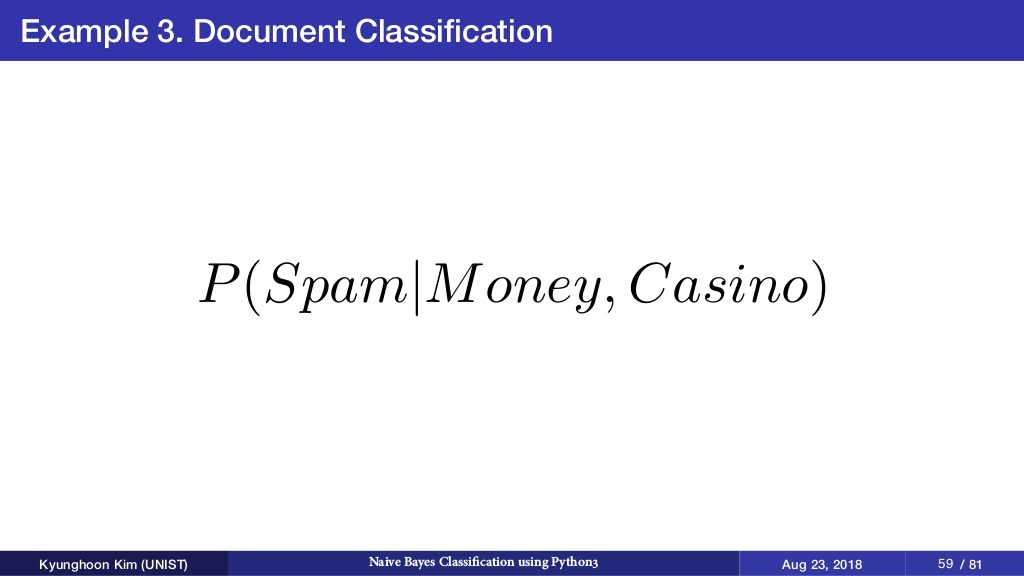 Example 3. Document Classification
P(Spam|Money, Casino)
Kyunghoon Kim (UNIST) Naive Bayes Classification using Python3 Aug 23, 2018 59 / 81